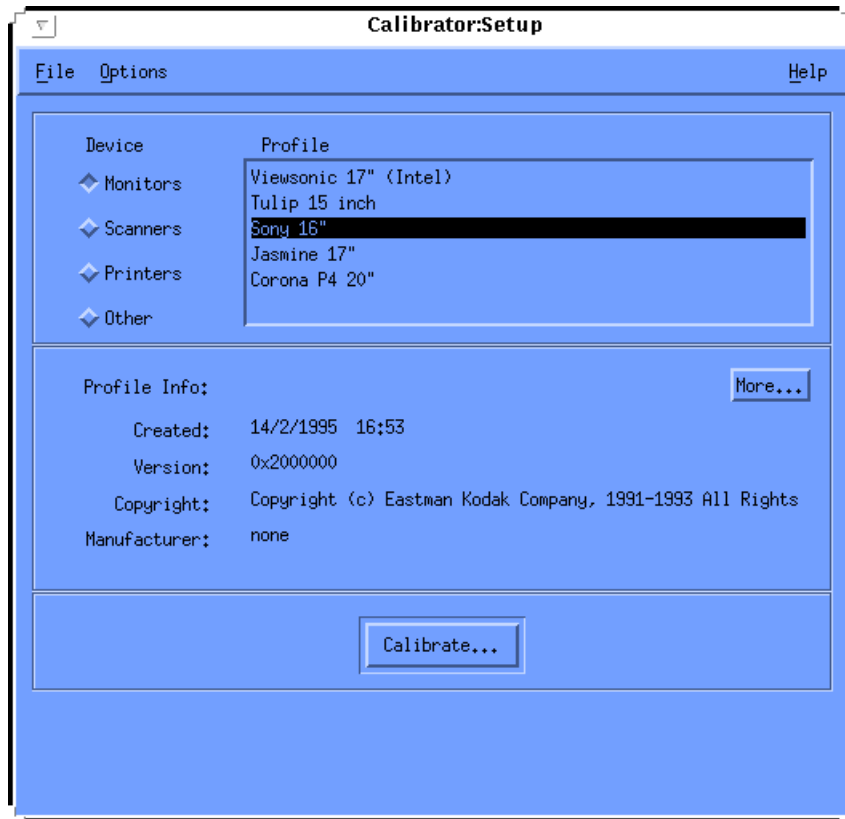 Calibrator:Setup
File Options Help
Device Profile
Monitors
Scanners
Printers
Other
Viewsonic 17" (Intel)
Tulip 15 inch
Sony 16"
Jasmine 17"
Corona P4 20"
Profile Info: More...
Created: 14/2/1995 16:53
Version: 0x2000000
Copyright: Copyright (c) Eastman Kodak Company, 1991-1993 All Rights
Manufacturer: none
Calibrate...